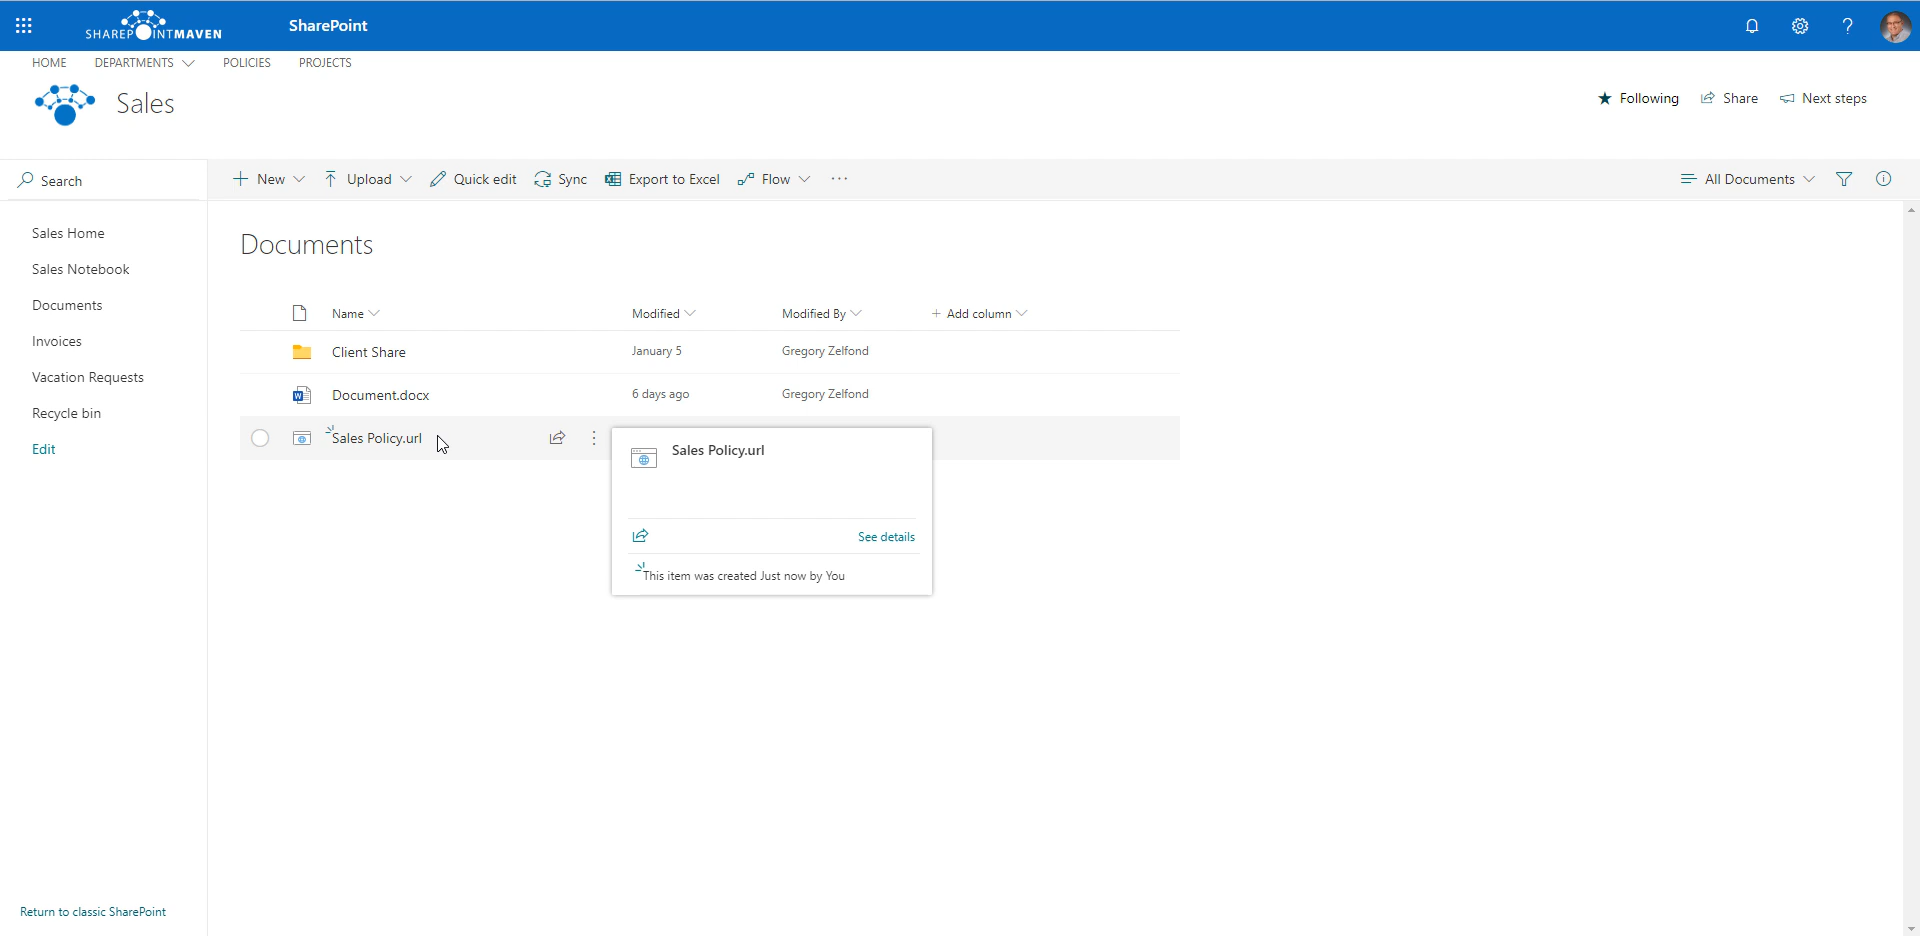 SHAREPOINTMAVEN SharePoint
HOME DEPARTMENTS POLICIES PROJECTS
Sales
Following Share Next steps
Search
New Upload Quick edit Sync Export to Excel Flow ··· All Documents
Sales Home
Sales Notebook
Documents
Invoices
Vacation Requests
Recycle bin
Edit
Return to classic SharePoint
Documents
Name Modified Modified By + Add column
Client Share January 5 Gregory Zelfond
Document.docx 6 days ago Gregory Zelfond
Sales Policy.url
Sales Policy.url
See details
This item was created Just now by You